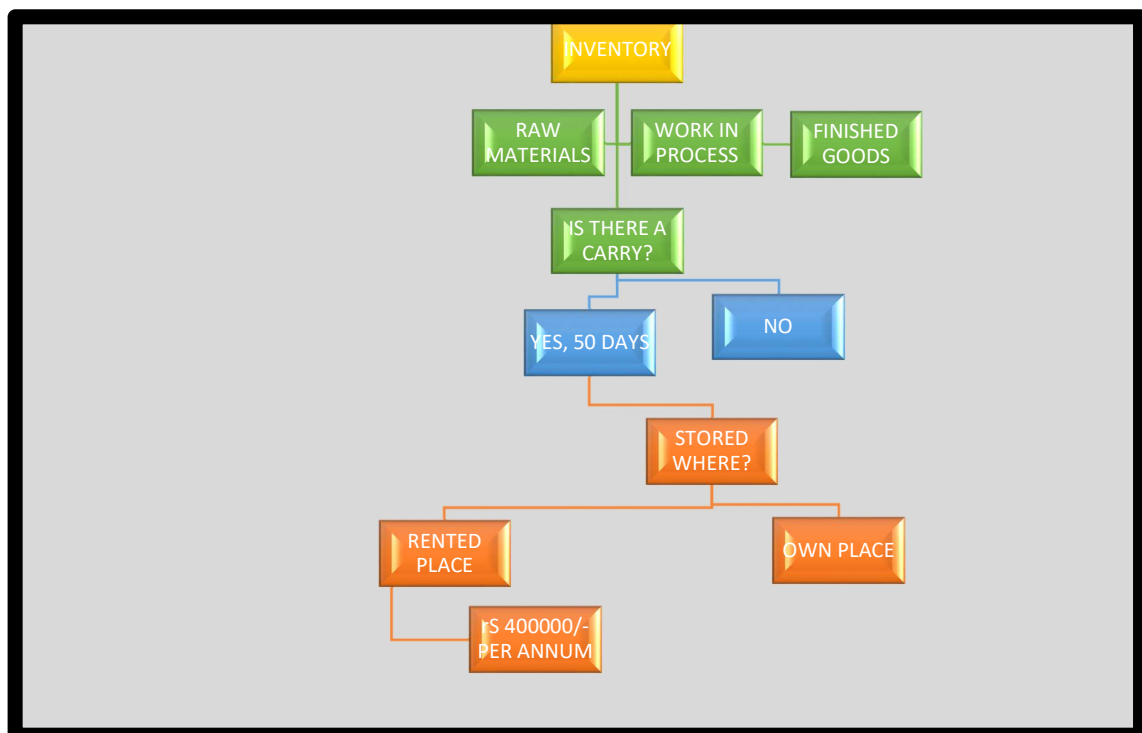 INVENTORY
RAW
MATERIALS
WORK IN
PROCESS
FINISHED
GOODS
IS THERE A
CARRY?
YES, 50 DAYS
NO
STORED
WHERE?
RENTED
PLACE
OWN PLACE
rS 400000/-
PER ANNUM